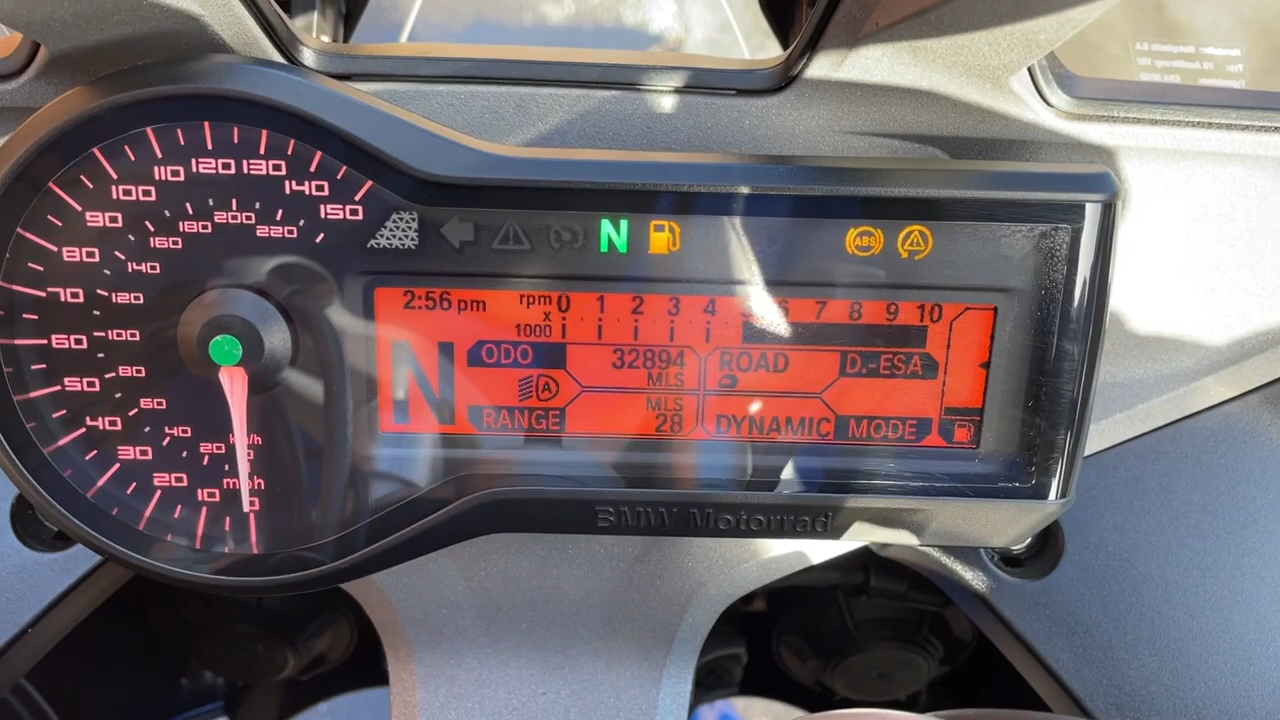 110 120 130
100 140
90 150
80
70
60
50
40
30
20
10
0
mph
220
200
180
160
140
120
100
80
60
40
20
km/h
N
ABS
2:56 pm
rpm x 1000
0 1 2 3 4 6 7 8 9 10
N
ODO 32894 MLS
ROAD D.-ESA
A
RANGE MLS 28
DYNAMIC MODE
BMW Motorrad